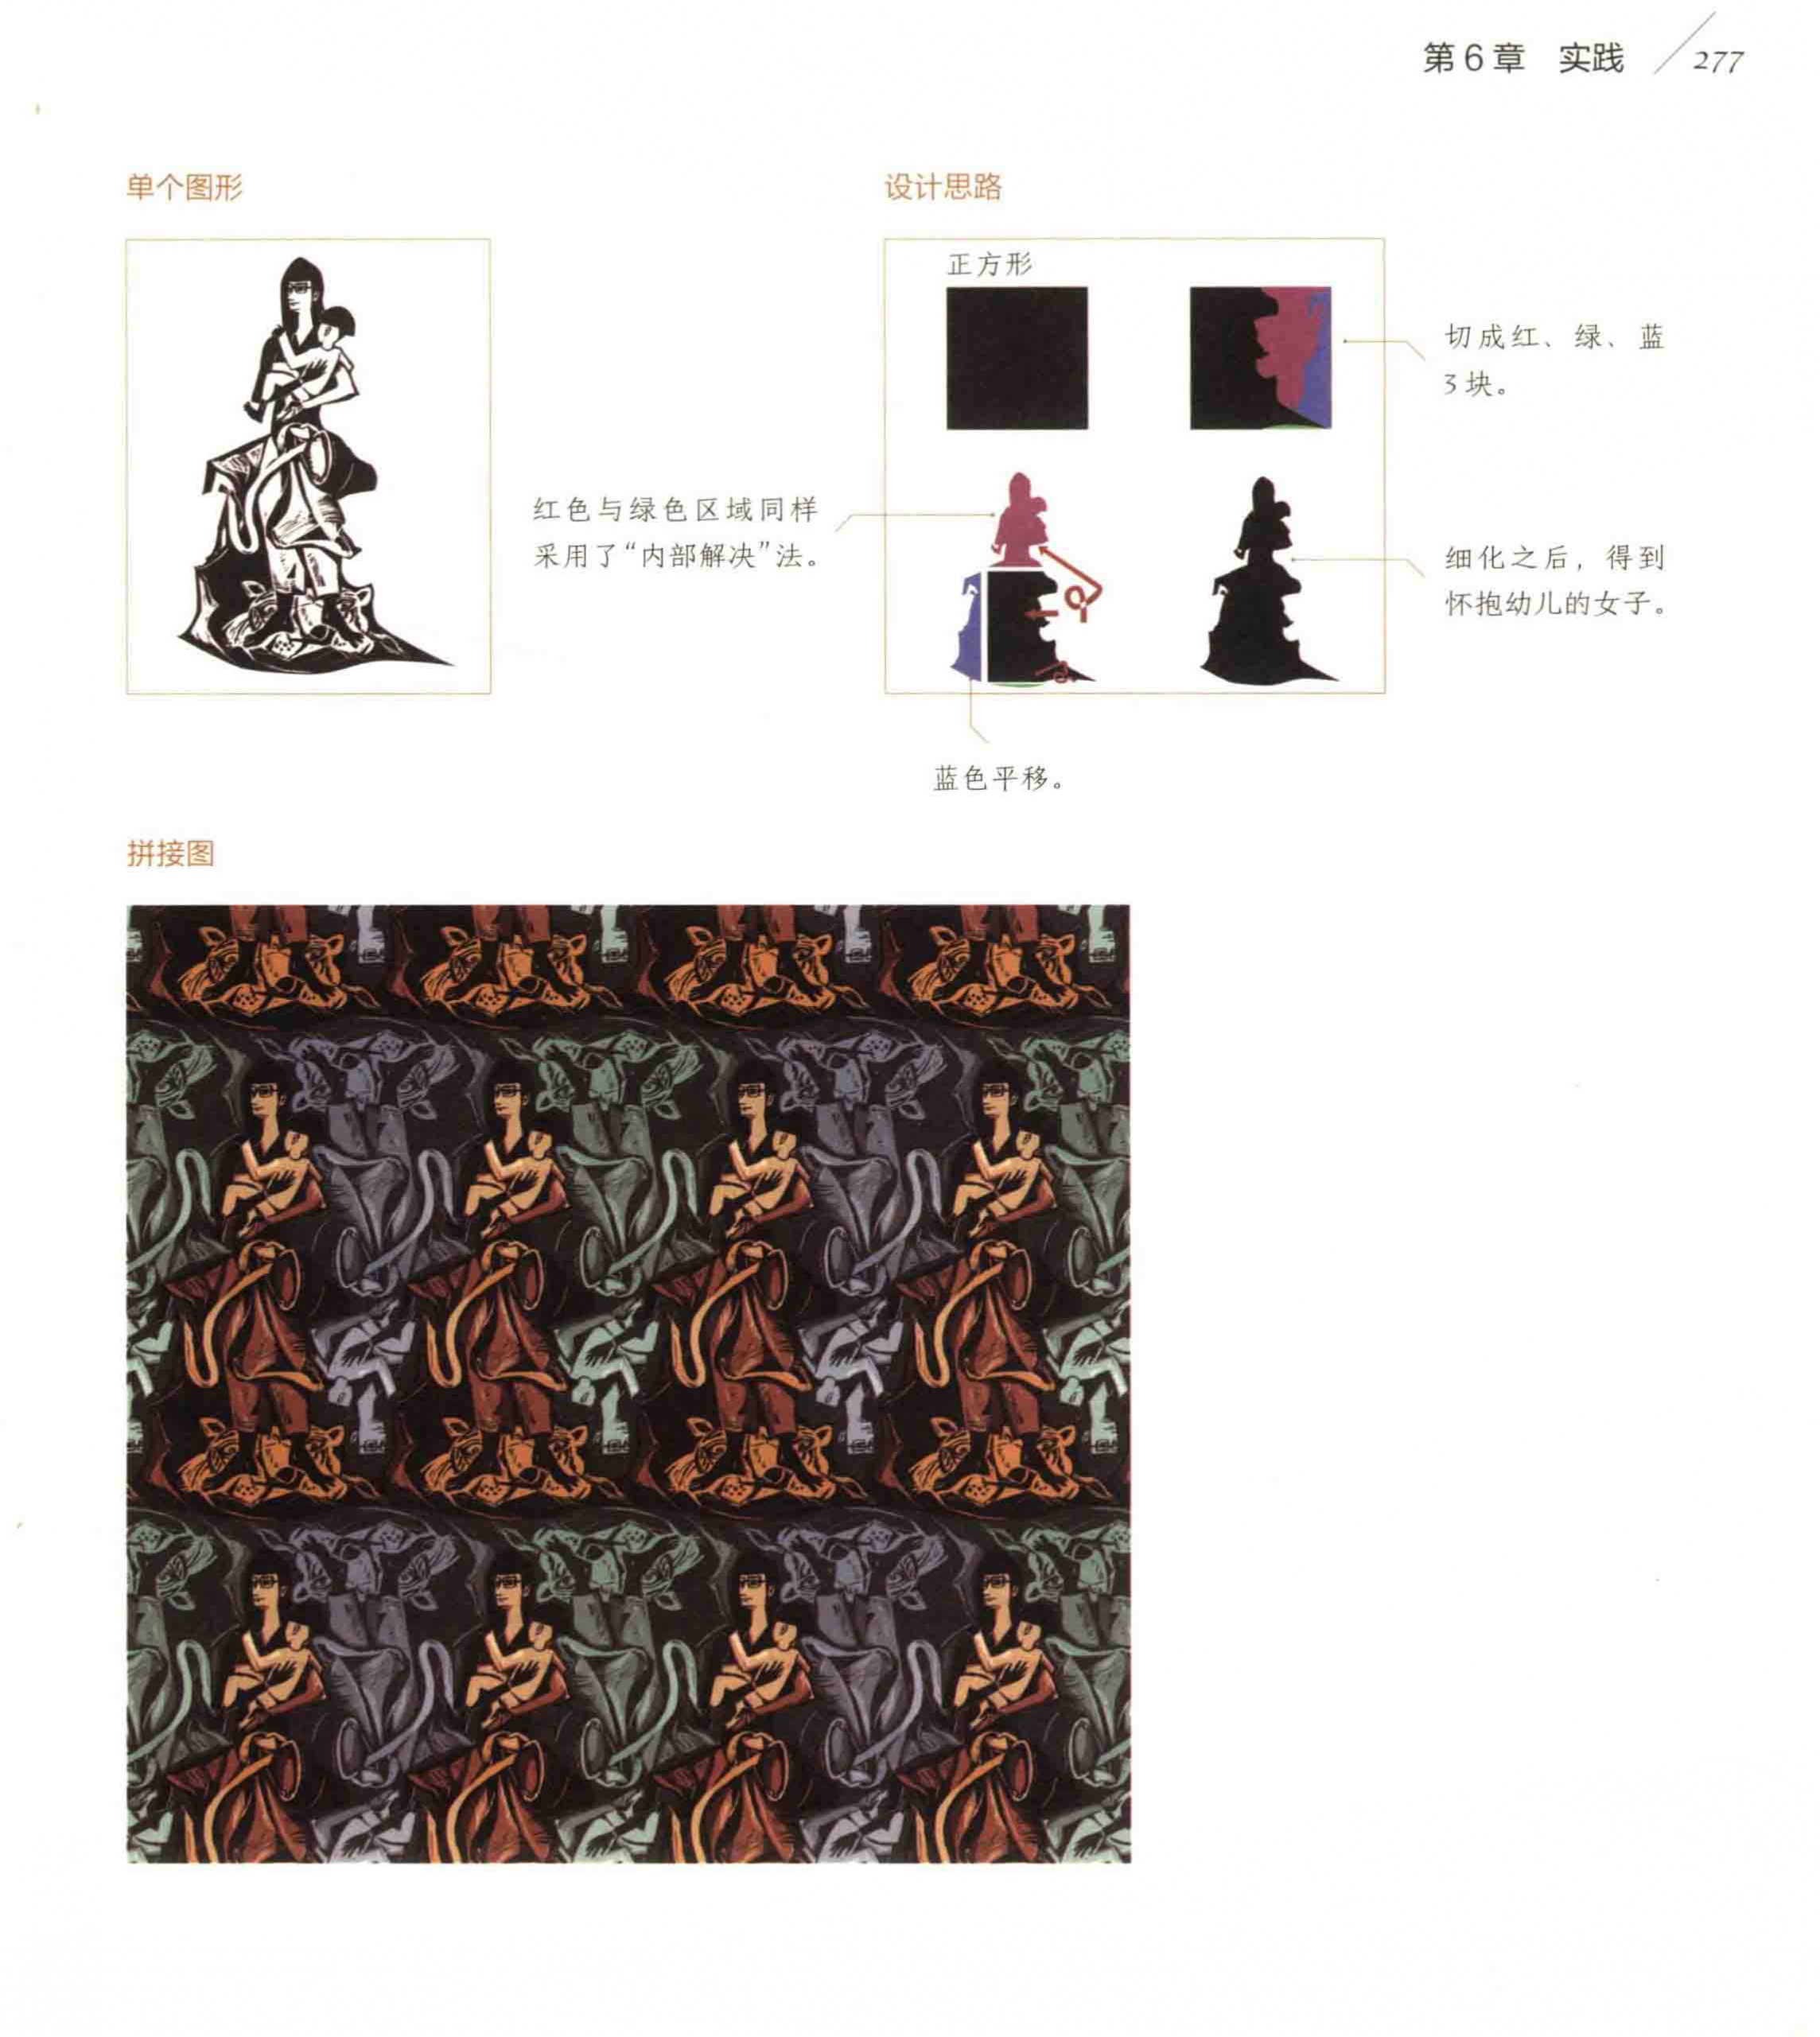 第6章 实践 / 277
单个图形
设计思路
正方形
切成红、绿、蓝
3块。
红色与绿色区域同样
采用了“内部解决”法。
细化之后，得到
怀抱幼儿的女子。
蓝色平移。
拼接图